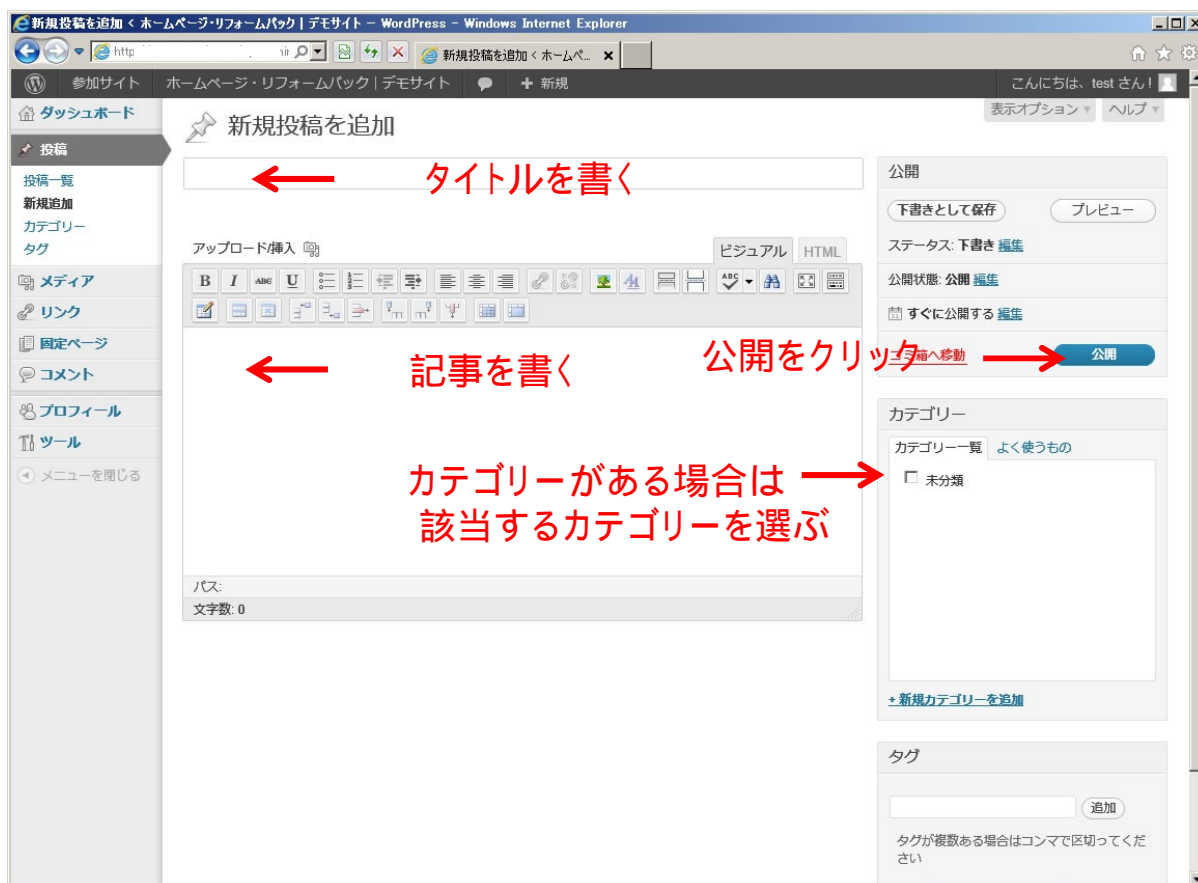 新規投稿を追加 < ホームページ・リフォームパック | デモサイト — WordPress - Windows Internet Explorer
http
新規投稿を追加 < ホームペ...
参加サイト ホームページ・リフォームパック | デモサイト + 新規 こんにちは、test さん!
表示オプション ヘルプ
ダッシュボード
投稿
投稿一覧
新規追加
カテゴリー
タグ
メディア
リンク
固定ページ
コメント
プロフィール
ツール
メニューを閉じる
新規投稿を追加
タイトルを書く
アップロード/挿入
ビジュアル HTML
B I ABC U ABC
記事を書く
公開をクリック
カテゴリーがある場合は
該当するカテゴリーを選ぶ
パス:
文字数: 0
公開
下書きとして保存 プレビュー
ステータス: 下書き 編集
公開状態: 公開 編集
すぐに公開する 編集
ゴミ箱へ移動 公開
カテゴリー
カテゴリー一覧 よく使うもの
未分類
+ 新規カテゴリーを追加
タグ
追加
タグが複数ある場合はコンマで区切ってくだ
さい